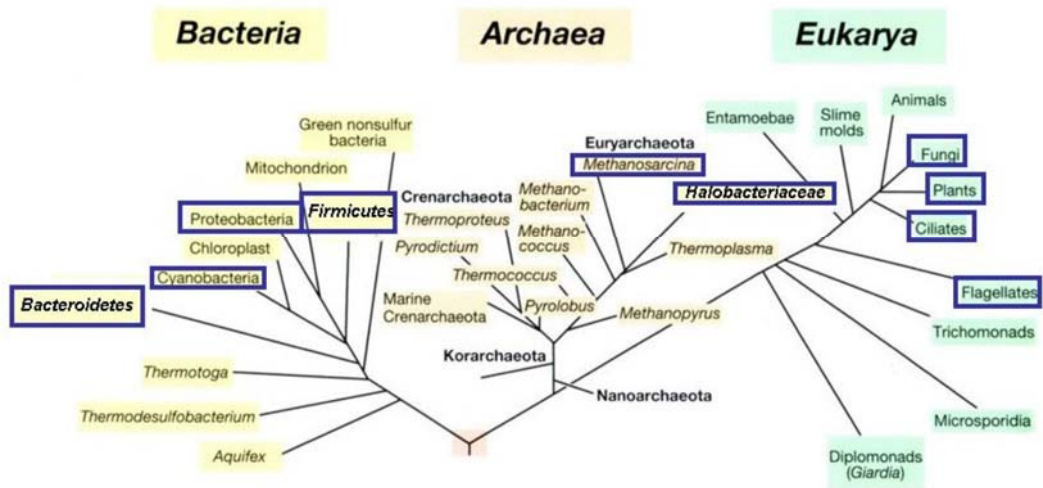 Bacteria
Archaea
Eukarya
Green nonsulfur
bacteria
Mitochondrion
Proteobacteria
Firmicutes
Chloroplast
Cyanobacteria
Bacteroidetes
Thermotoga
Thermodesulfobacterium
Aquifex
Crenarchaeota
Thermoproteus
Pyrodictium
Thermococcus
Marine
Crenarchaeota
Pyrolobus
Korarchaeota
Nanoarchaeota
Euryarchaeota
Methanosarcina
Methano-
bacterium
Methano-
coccus
Halobacteriaceae
Thermoplasma
Methanopyrus
Entamoebae
Slime
molds
Animals
Fungi
Plants
Ciliates
Flagellates
Trichomonads
Microsporidia
Diplomonads
(Giardia)